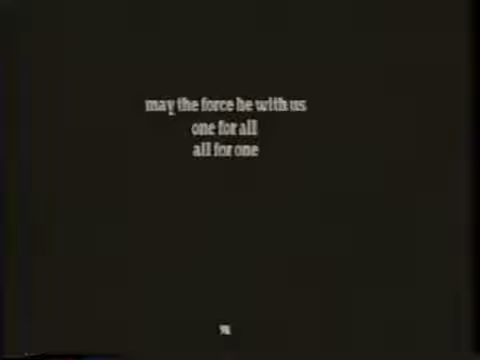 may the force be with us
one for all
all for one